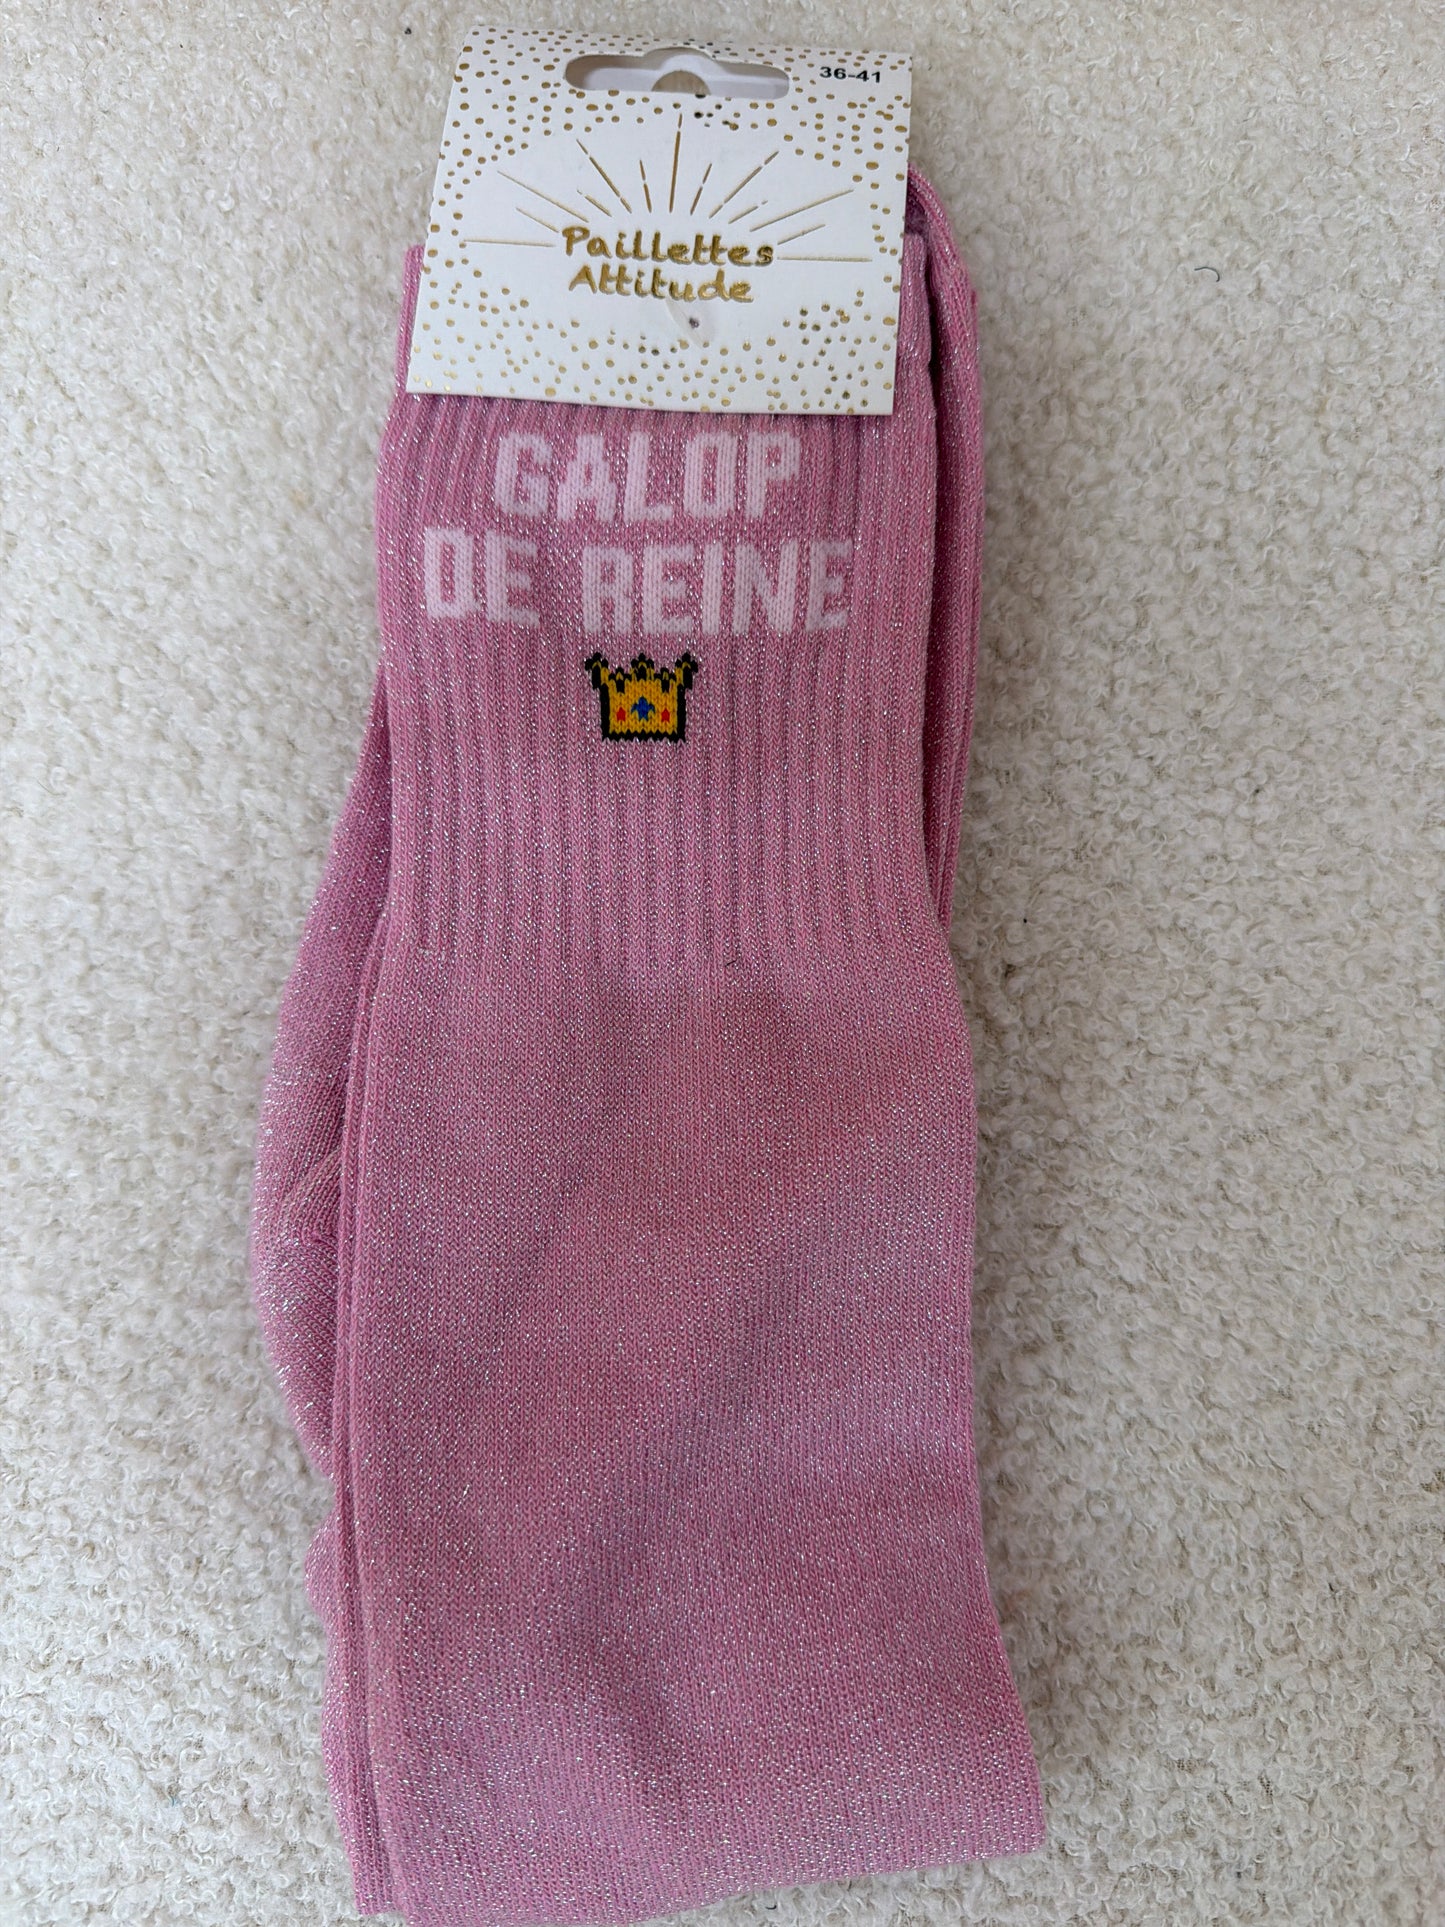 36-41
Paillettes
Attitude
GALOP
DE REINE